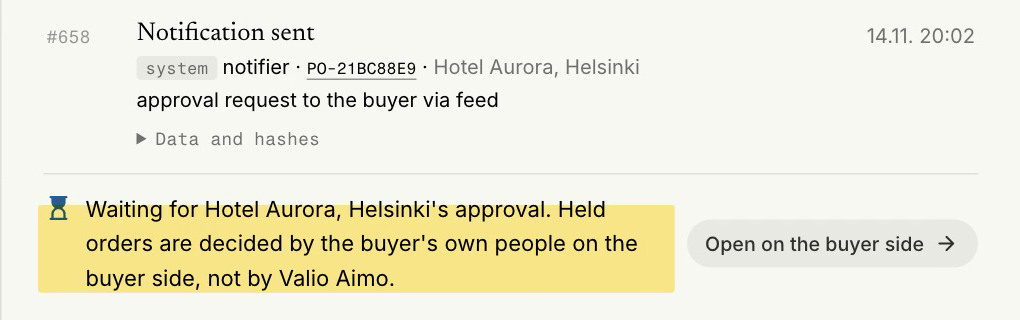 #658
Notification sent
14.11. 20:02
system notifier · PO-21BC88E9 · Hotel Aurora, Helsinki
approval request to the buyer via feed
▶ Data and hashes
⌛ Waiting for Hotel Aurora, Helsinki's approval. Held
orders are decided by the buyer's own people on the
buyer side, not by Valio Aimo.
Open on the buyer side →